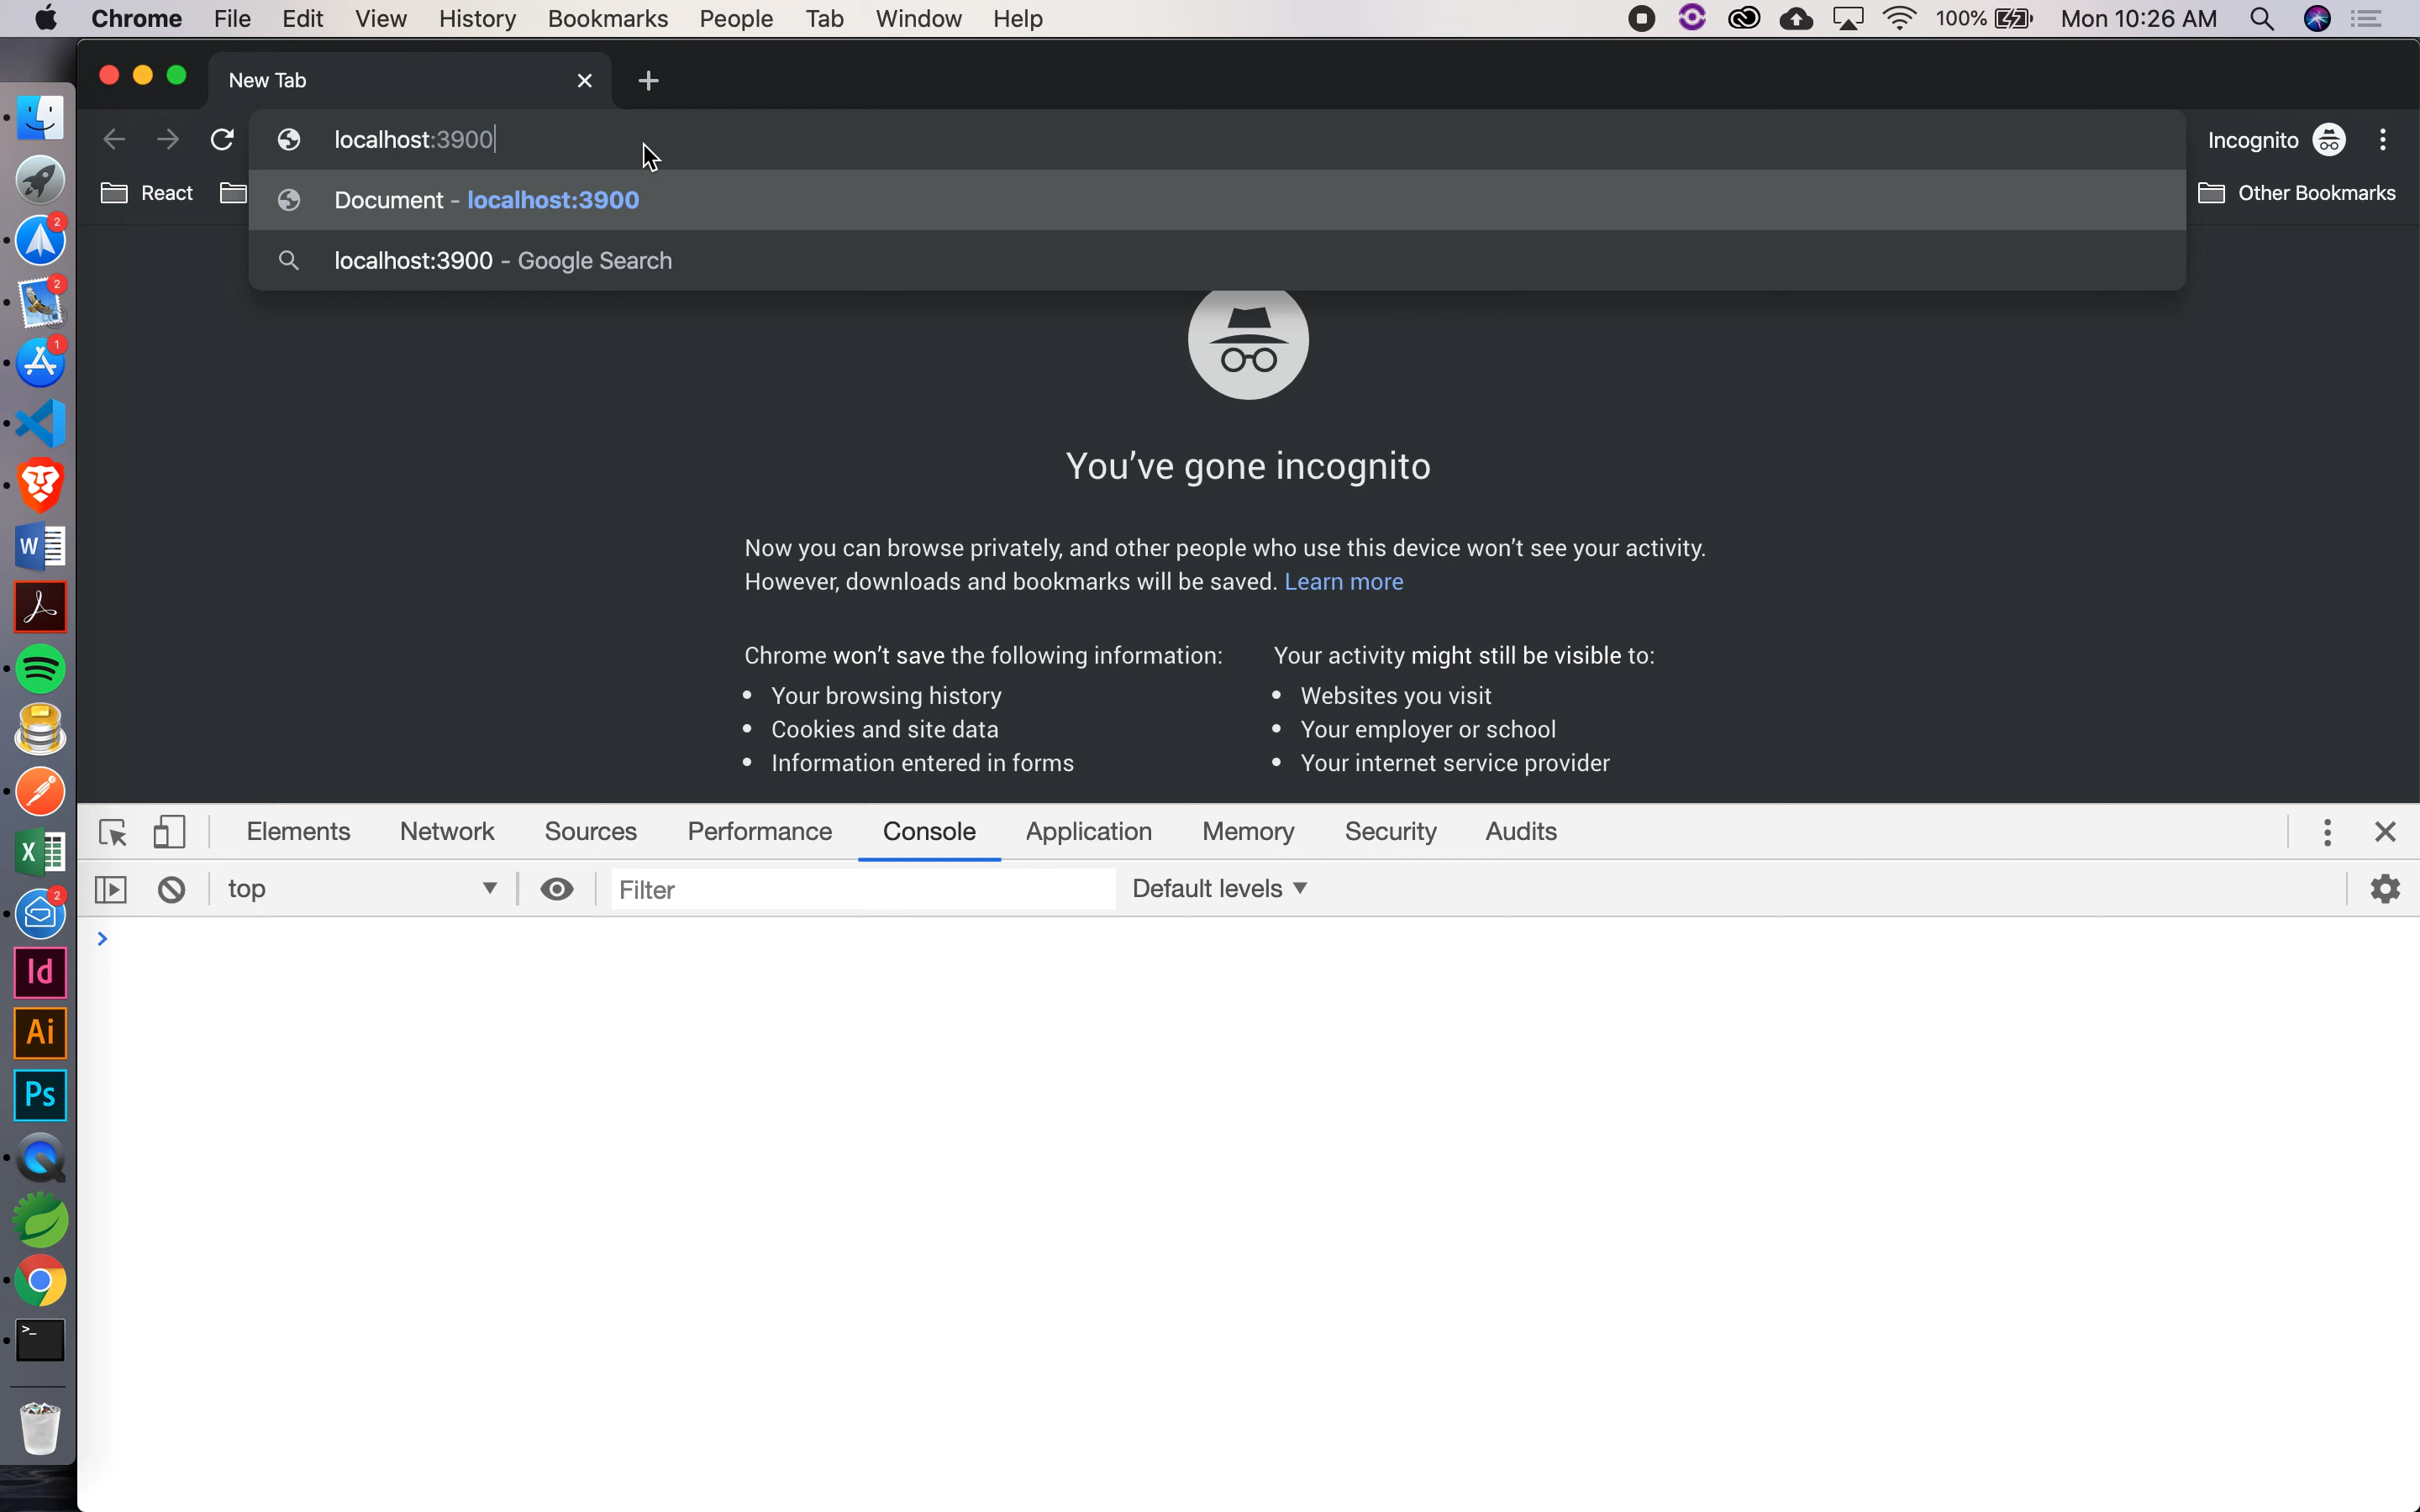 Chrome File Edit View History Bookmarks People Tab Window Help 100% Mon 10:26 AM
New Tab
localhost:3900
Incognito
React
Document - localhost:3900
Other Bookmarks
localhost:3900 - Google Search
You've gone incognito
Now you can browse privately, and other people who use this device won't see your activity.
However, downloads and bookmarks will be saved. Learn more
Chrome won't save the following information:
Your browsing history
Cookies and site data
Information entered in forms
Your activity might still be visible to:
Websites you visit
Your employer or school
Your internet service provider
Elements Network Sources Performance Console Application Memory Security Audits
top Filter Default levels
2
2
1
W
X
2
Id
Ai
Ps